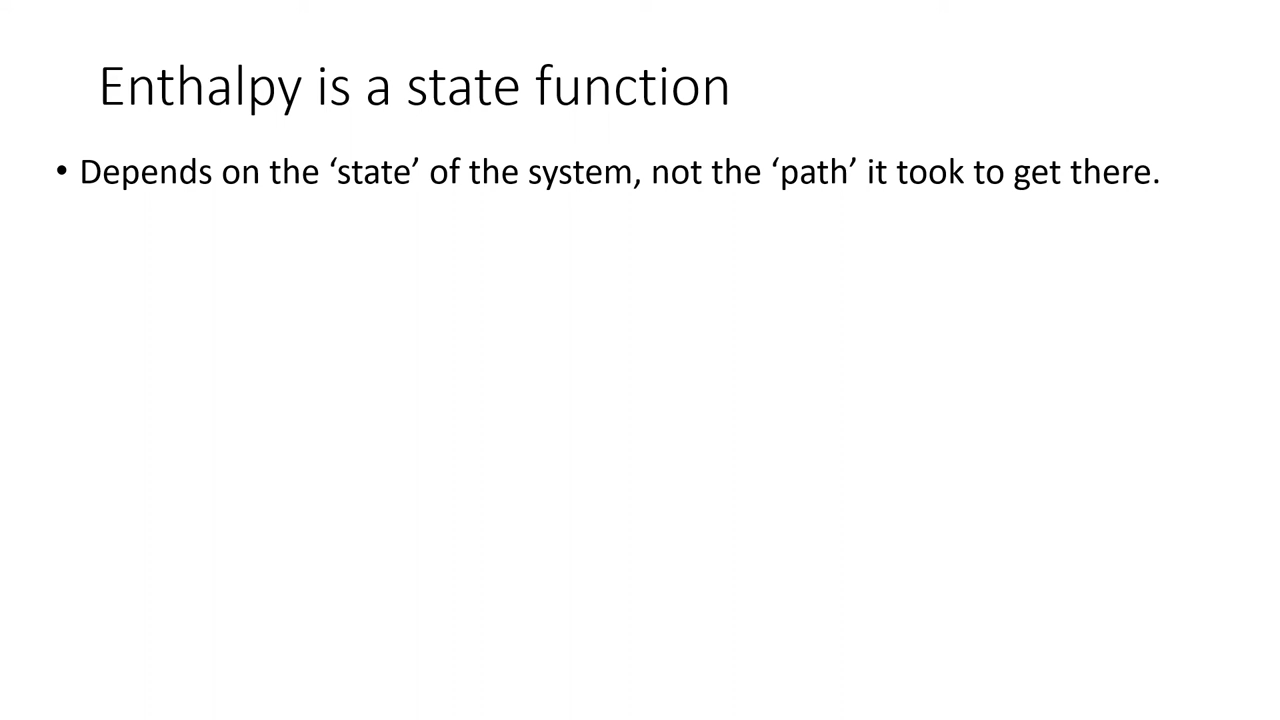 Enthalpy is a state function
• Depends on the ‘state’ of the system, not the ‘path’ it took to get there.